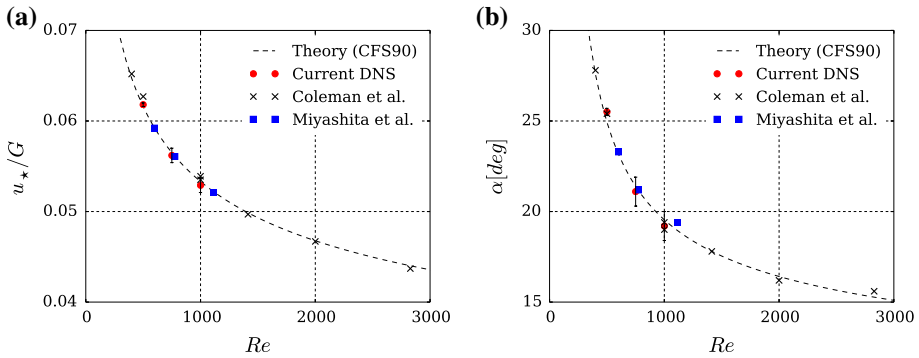 (a)
0.07
0.06
0.05
0.04
u⋆/G
Theory (CFS90)
Current DNS
Coleman et al.
Miyashita et al.
0 1000 2000 3000
Re
(b)
30
25
20
15
α[deg]
Theory (CFS90)
Current DNS
Coleman et al.
Miyashita et al.
0 1000 2000 3000
Re